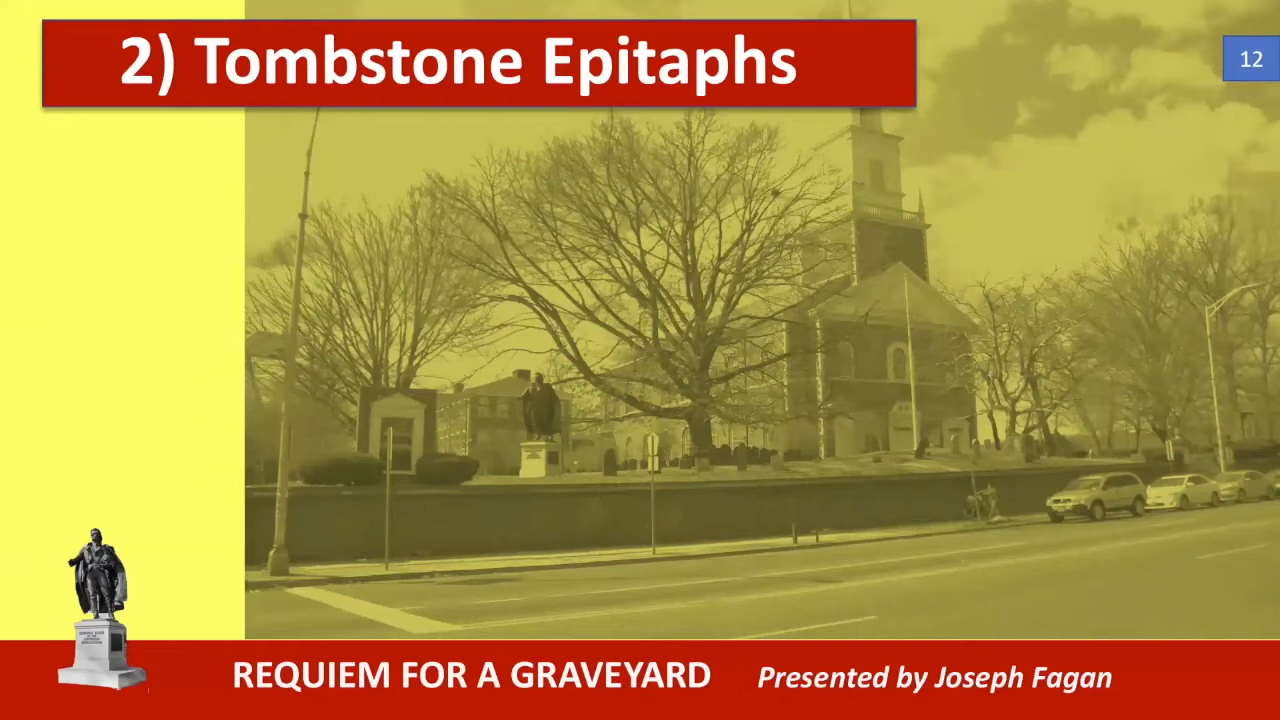 2) Tombstone Epitaphs
12
REQUIEM FOR A GRAVEYARD
Presented by Joseph Fagan